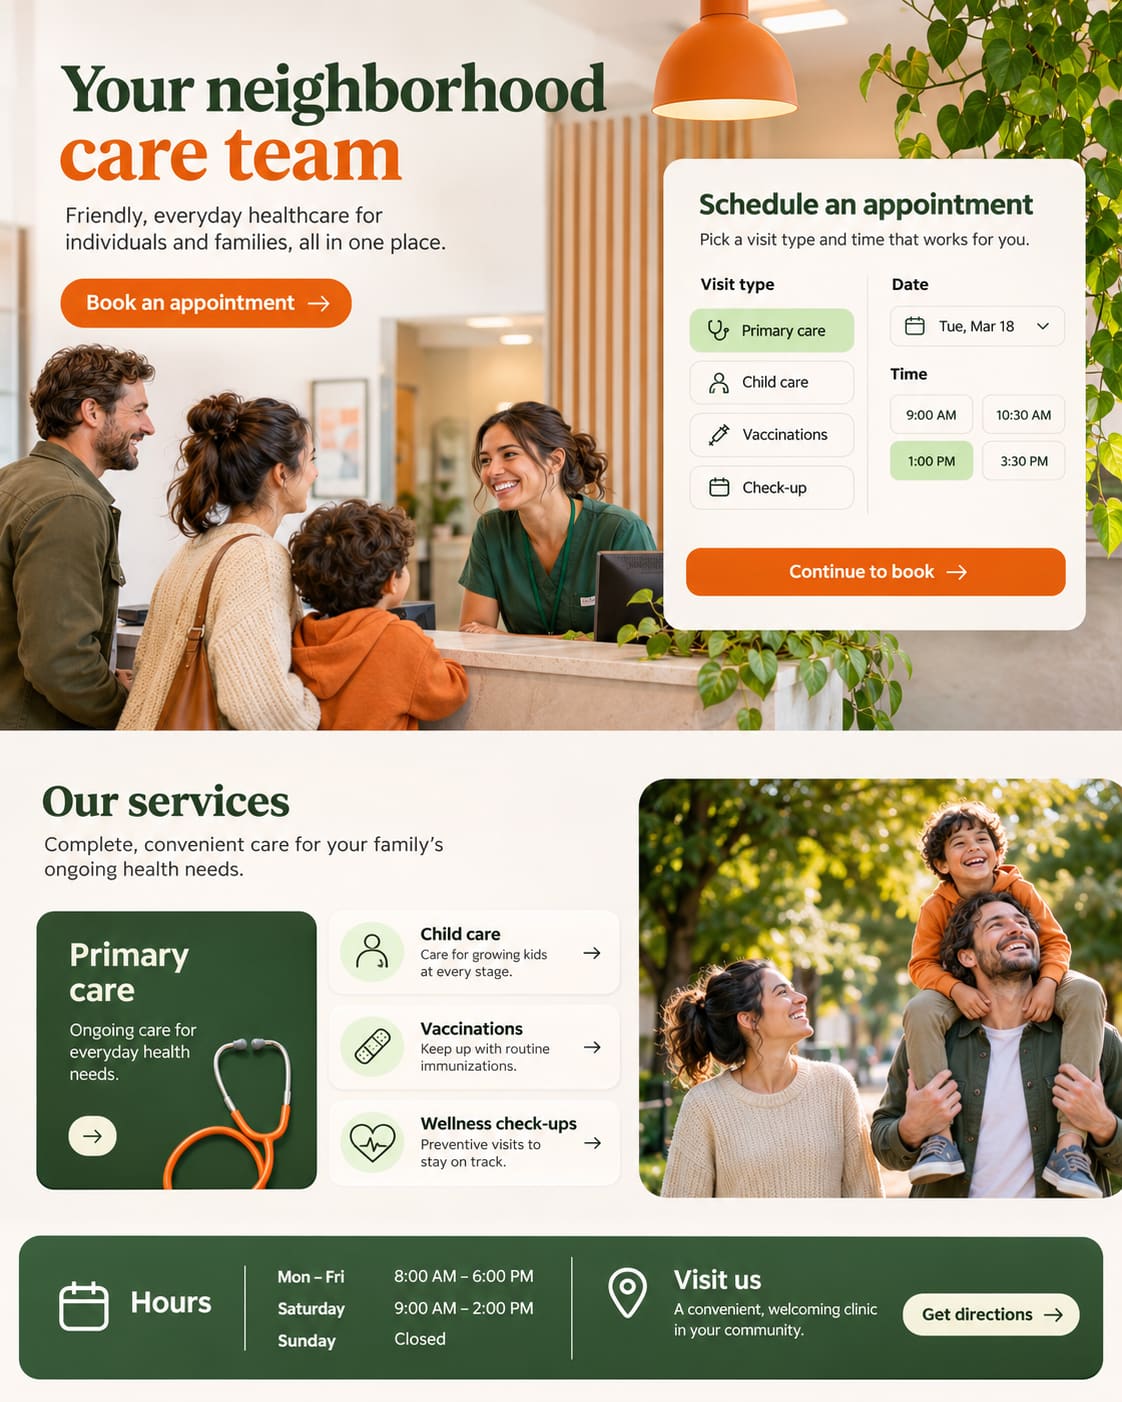 Your neighborhood
care team
Friendly, everyday healthcare for
individuals and families, all in one place.
Book an appointment
Schedule an appointment
Pick a visit type and time that works for you.
Visit type
Primary care
Child care
Vaccinations
Check-up
Date
Tue, Mar 18
Time
9:00 AM
10:30 AM
1:00 PM
3:30 PM
Continue to book
Our services
Complete, convenient care for your family's
ongoing health needs.
Primary
care
Ongoing care for
everyday health
needs.
Child care
Care for growing kids
at every stage.
Vaccinations
Keep up with routine
immunizations.
Wellness check-ups
Preventive visits to
stay on track.
Hours
Mon – Fri 8:00 AM – 6:00 PM
Saturday 9:00 AM – 2:00 PM
Sunday Closed
Visit us
A convenient, welcoming clinic
in your community.
Get directions